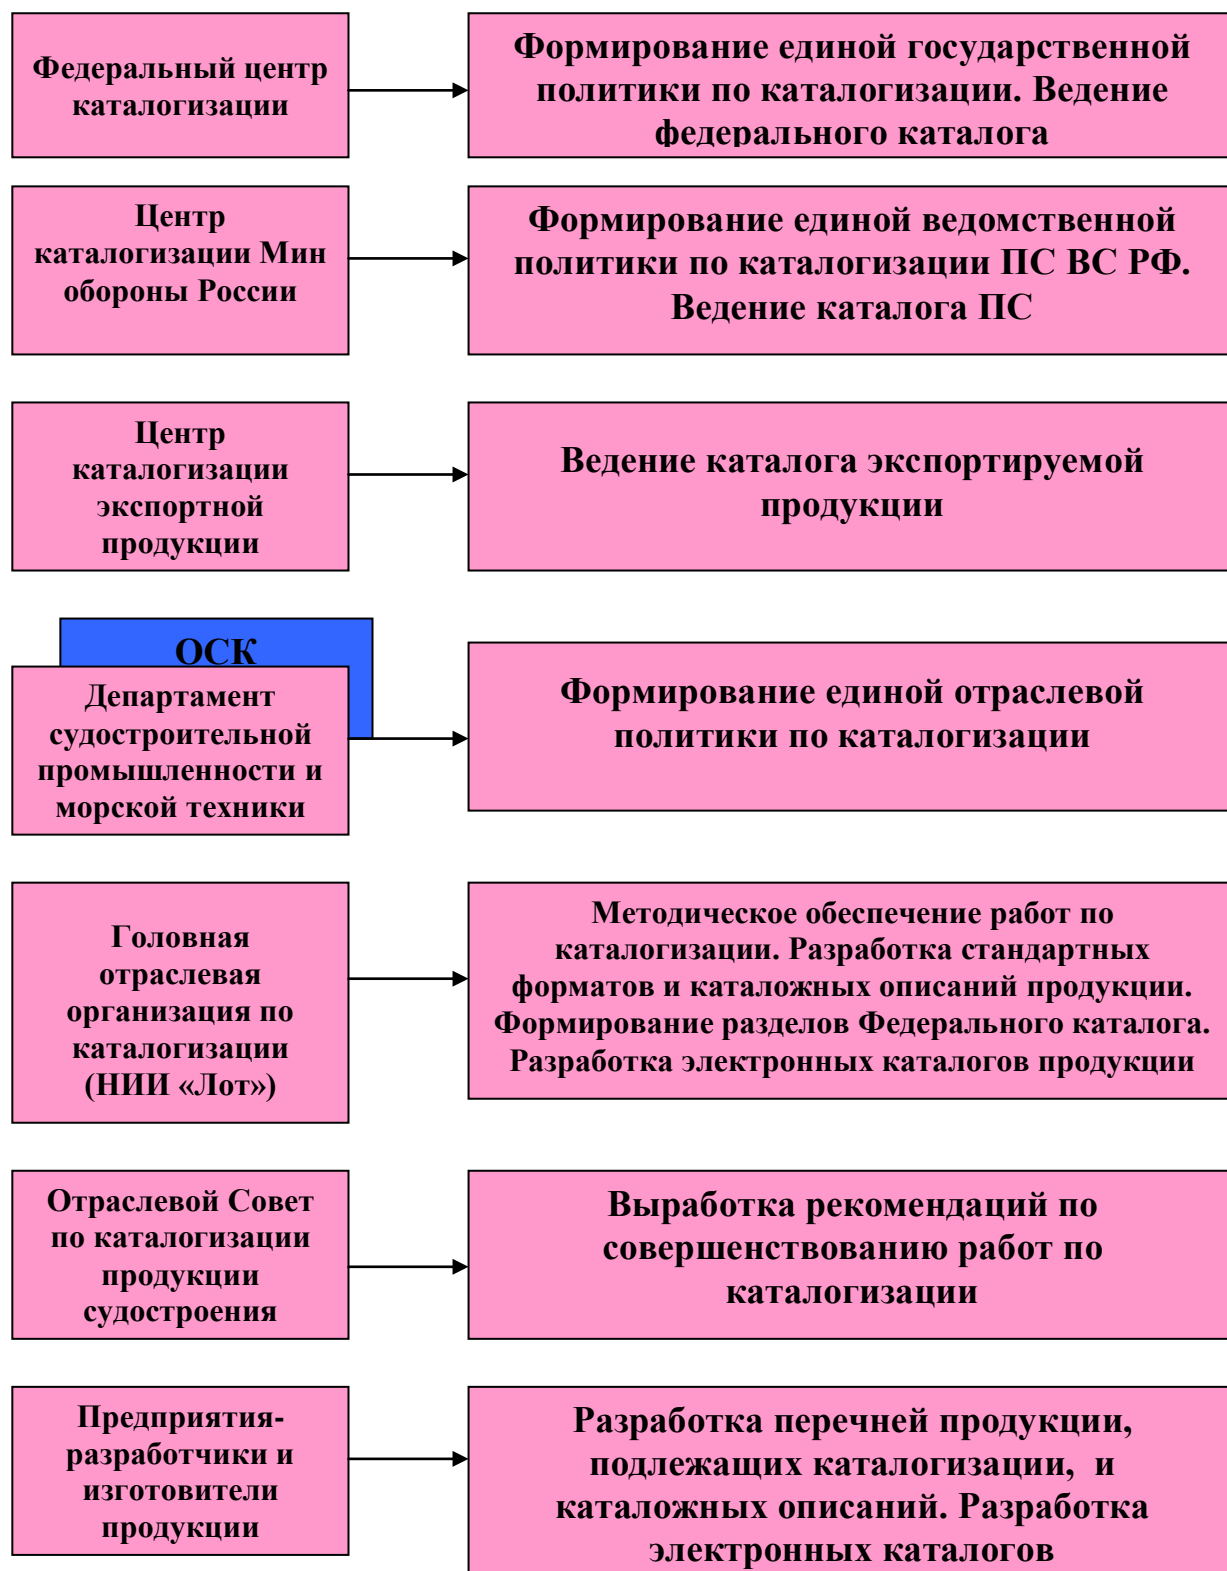 Федеральный центр
каталогизации
Формирование единой государственной
политики по каталогизации. Ведение
федерального каталога
Центр
каталогизации Мин
обороны России
Формирование единой ведомственной
политики по каталогизации ПС ВС РФ.
Ведение каталога ПС
Центр
каталогизации
экспортной
продукции
Ведение каталога экспортируемой
продукции
ОСК
Департамент
судостроительной
промышленности и
морской техники
Формирование единой отраслевой
политики по каталогизации
Головная
отраслевая
организация по
каталогизации
(НИИ «Лот»)
Методическое обеспечение работ по
каталогизации. Разработка стандартных
форматов и каталожных описаний продукции.
Формирование разделов Федерального каталога.
Разработка электронных каталогов продукции
Отраслевой Совет
по каталогизации
продукции
судостроения
Выработка рекомендаций по
совершенствованию работ по
каталогизации
Предприятия-
разработчики и
изготовители
продукции
Разработка перечней продукции,
подлежащих каталогизации, и
каталожных описаний. Разработка
электронных каталогов